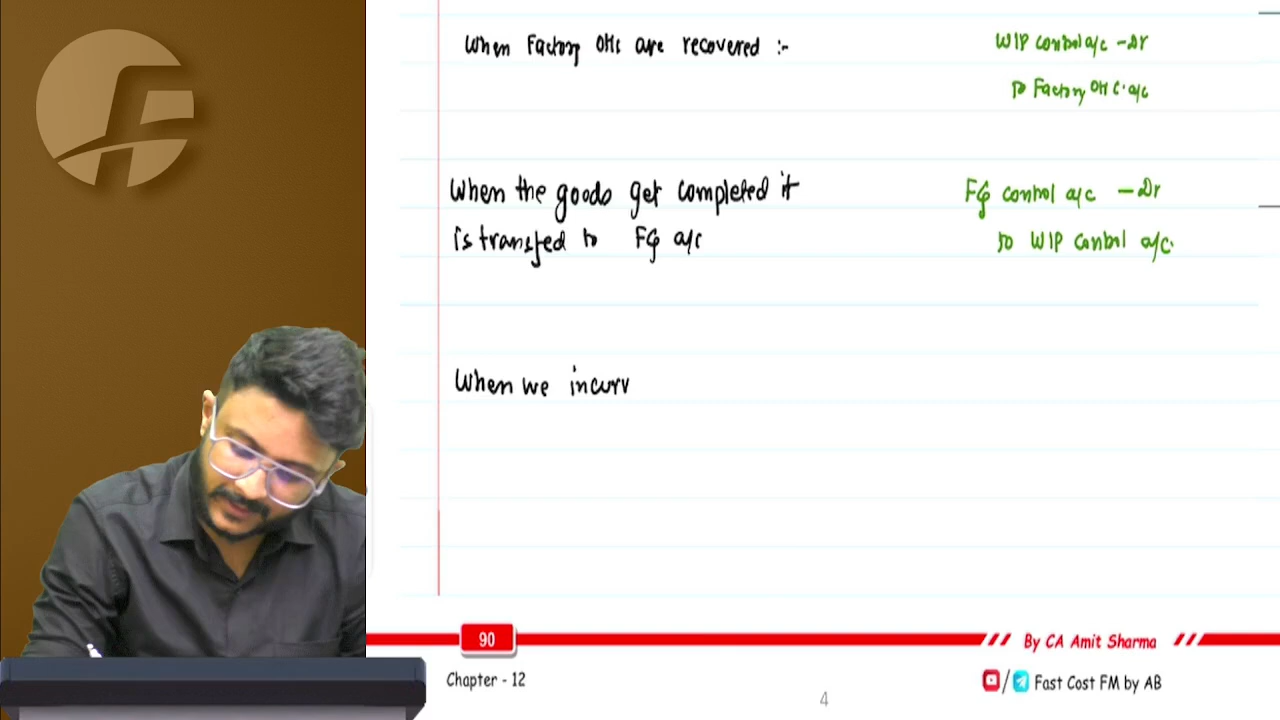 When Factory OHs are recovered :-
WIP control a/c - Dr
To Factory OH C. a/c
When the goods get completed it
is transfed to FG a/c
FG control a/c - Dr
To WIP control a/c.
When we incurr
90
By CA Amit Sharma
Chapter - 12
/ Fast Cost FM by AB
4